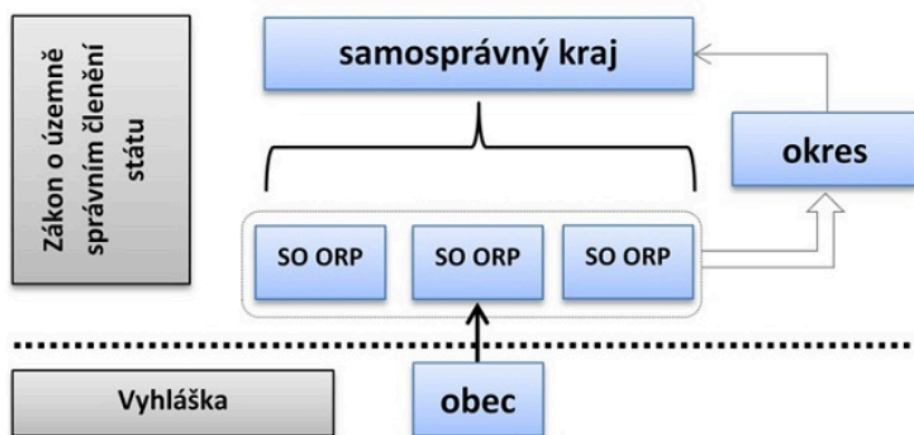 Zákon o územně
správním členění
státu
samosprávný kraj
okres
SO ORP
SO ORP
SO ORP
Vyhláška
obec